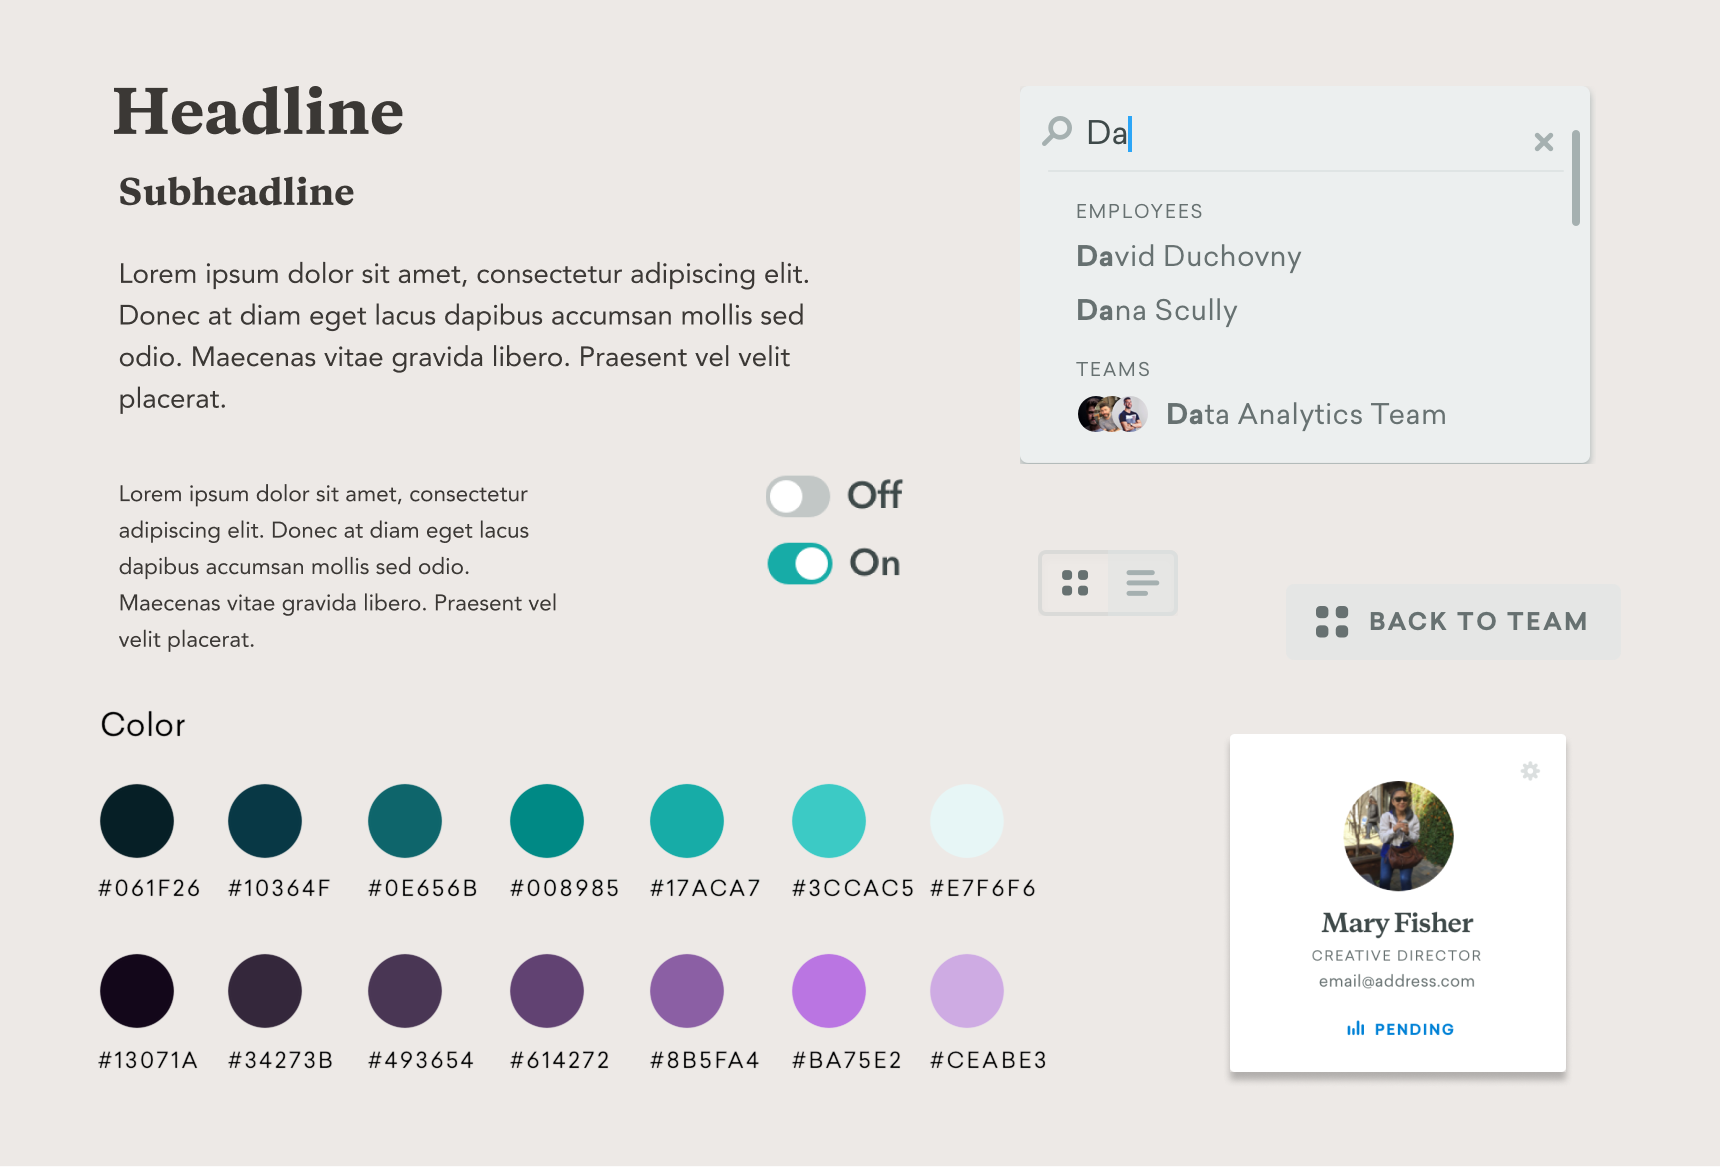 Headline
Subheadline
Lorem ipsum dolor sit amet, consectetur adipiscing elit.
Donec at diam eget lacus dapibus accumsan mollis sed
odio. Maecenas vitae gravida libero. Praesent vel velit
placerat.
Lorem ipsum dolor sit amet, consectetur
adipiscing elit. Donec at diam eget lacus
dapibus accumsan mollis sed odio.
Maecenas vitae gravida libero. Praesent vel
velit placerat.
Off
On
Da
EMPLOYEES
David Duchovny
Dana Scully
TEAMS
Data Analytics Team
BACK TO TEAM
Color
#061F26 #10364F #0E656B #008985 #17ACA7 #3CCAC5 #E7F6F6
#13071A #34273B #493654 #614272 #8B5FA4 #BA75E2 #CEABE3
Mary Fisher
CREATIVE DIRECTOR
email@address.com
PENDING